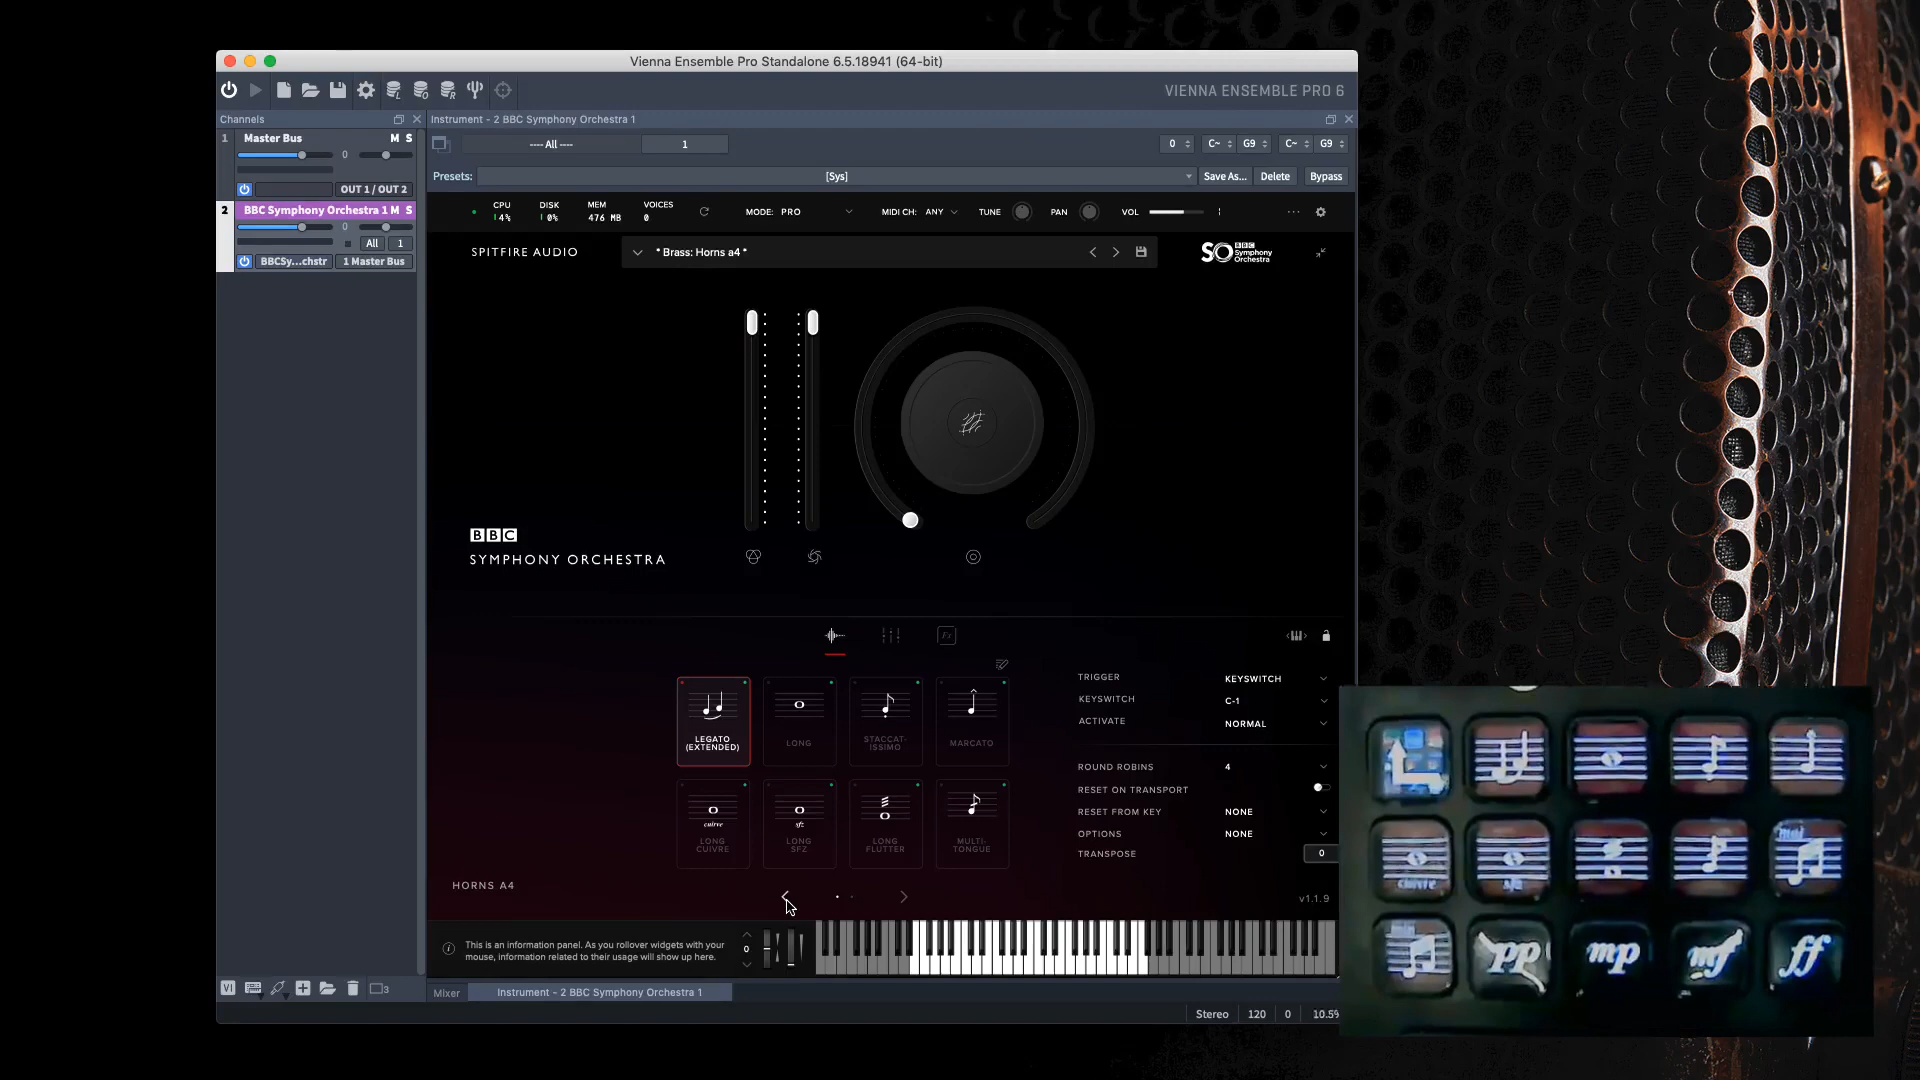 Vienna Ensemble Pro Standalone 6.5.18941 (64-bit)
VIENNA ENSEMBLE PRO 6
Channels
Instrument - 2 BBC Symphony Orchestra 1
1 Master Bus M S
0
OUT 1 / OUT 2
2 BBC Symphony Orchestra 1 M S
0
All 1
BBCSy...chstr 1 Master Bus
---- All ---- 1 0 C~ G9 C~ G9
Presets: [Sys] Save As... Delete Bypass
CPU DISK MEM VOICES
4% 0% 476 MB 0
MODE: PRO MIDI CH: ANY TUNE PAN VOL
SPITFIRE AUDIO
* Brass: Horns a4 *
SO BBC Symphony Orchestra
BBC
SYMPHONY ORCHESTRA
Fx
LEGATO (EXTENDED)
LONG
STACCAT-ISSIMO
MARCATO
cuivre
LONG CUIVRE
sfz
LONG SFZ
LONG FLUTTER
MULTI-TONGUE
TRIGGER KEYSWITCH
KEYSWITCH C-1
ACTIVATE NORMAL
ROUND ROBINS 4
RESET ON TRANSPORT
RESET FROM KEY NONE
OPTIONS NONE
TRANSPOSE 0
HORNS A4
v1.1.9
This is an information panel. As you rollover widgets with your
mouse, information related to their usage will show up here.
0
VI
3
Mixer
Instrument - 2 BBC Symphony Orchestra 1
Stereo 120 0 10.5%
cuivre sfz
pp mp mf ff